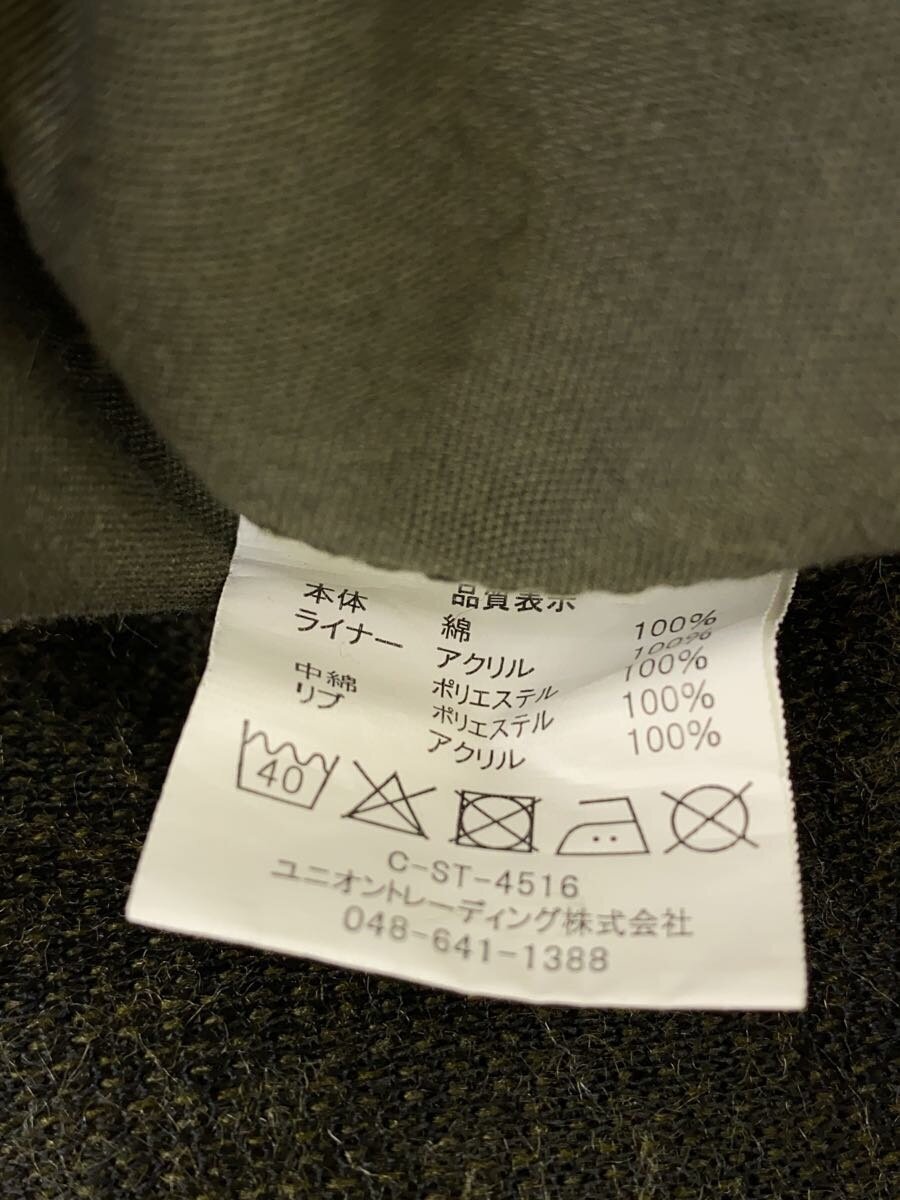 品質表示
本体 綿 100%
ライナー アクリル 100%
ポリエステル 100%
中綿 ポリエステル 100%
リブ アクリル 100%
40
C-ST-4516
ユニオントレーディング株式会社
048-641-1388